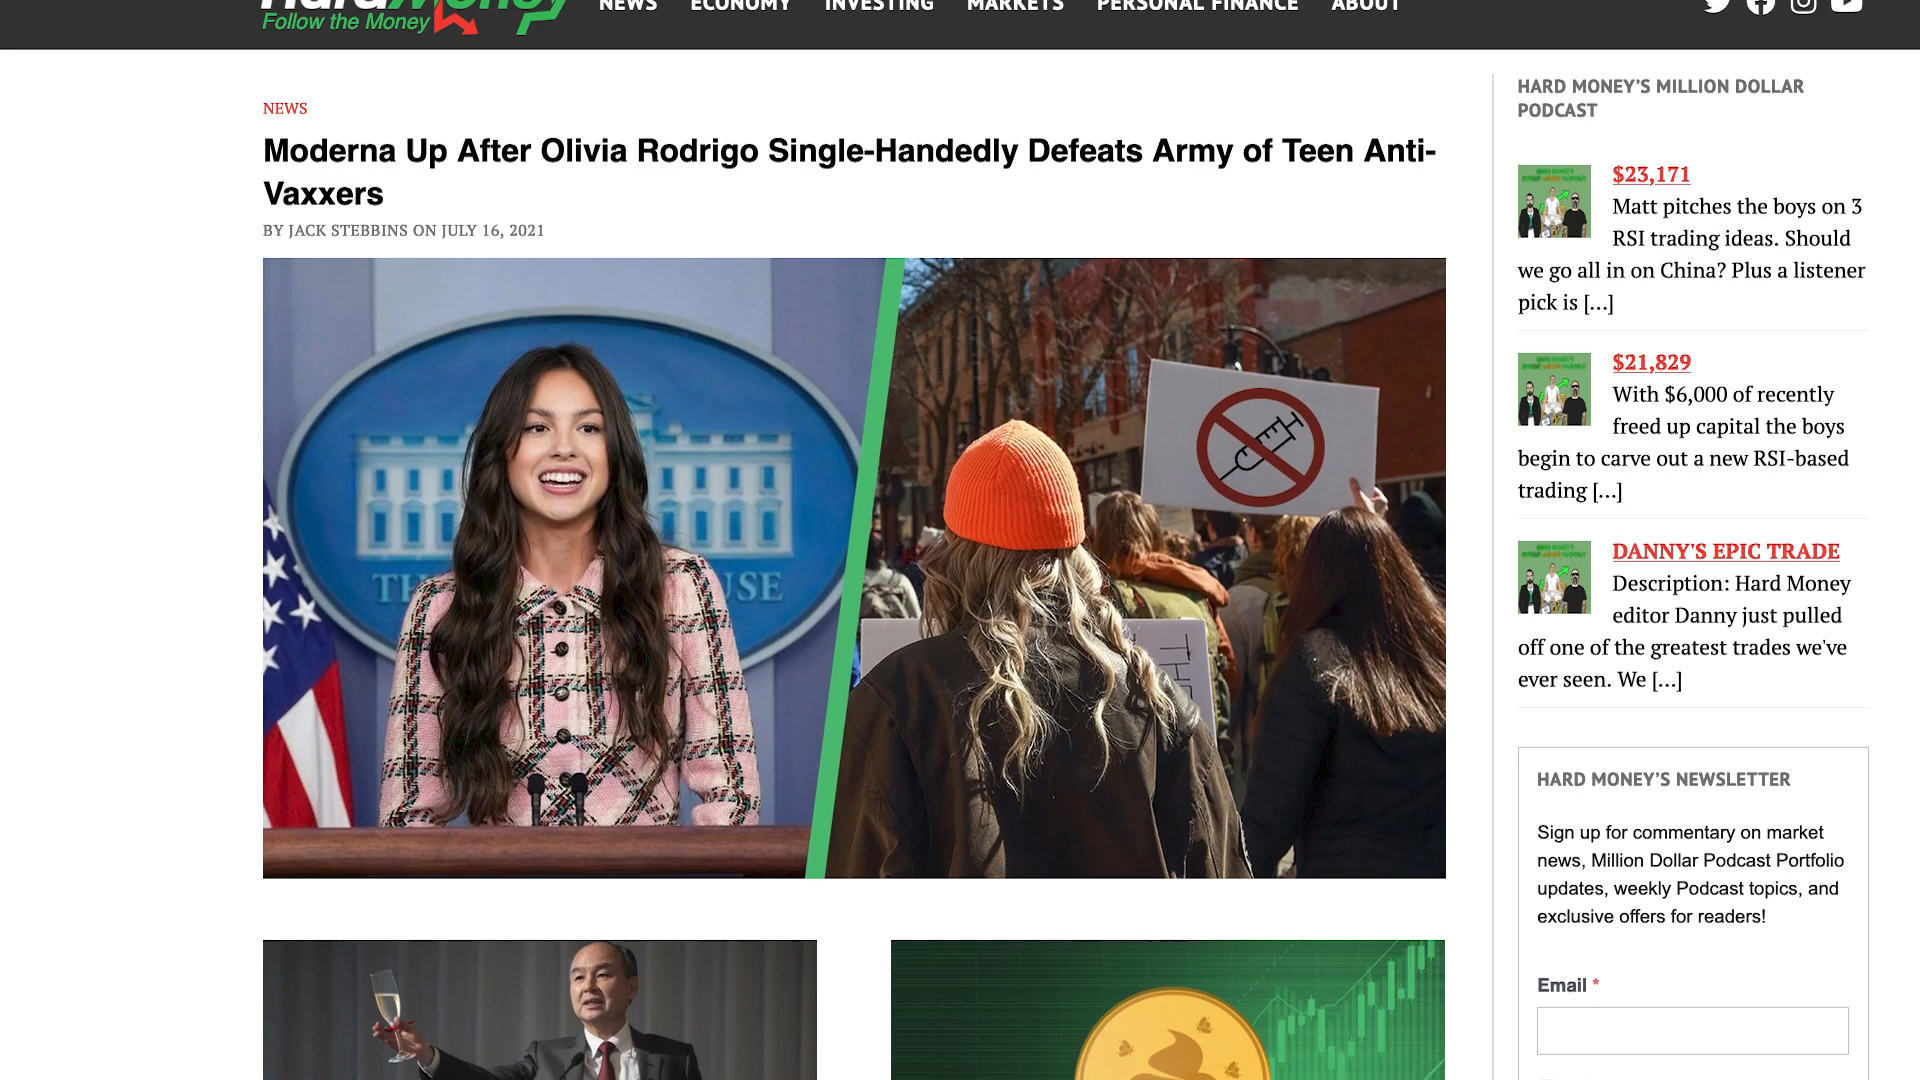 HardMoney
Follow the Money
NEWS ECONOMY INVESTING MARKETS PERSONAL FINANCE ABOUT
NEWS
Moderna Up After Olivia Rodrigo Single-Handedly Defeats Army of Teen Anti-
Vaxxers
BY JACK STEBBINS ON JULY 16, 2021
TH
USE
THE
HARD MONEY’S MILLION DOLLAR
PODCAST
$23,171
Matt pitches the boys on 3
RSI trading ideas. Should
we go all in on China? Plus a listener
pick is [...]
$21,829
With $6,000 of recently
freed up capital the boys
begin to carve out a new RSI-based
trading [...]
DANNY'S EPIC TRADE
Description: Hard Money
editor Danny just pulled
off one of the greatest trades we've
ever seen. We [...]
HARD MONEY’S NEWSLETTER
Sign up for commentary on market
news, Million Dollar Podcast Portfolio
updates, weekly Podcast topics, and
exclusive offers for readers!
Email *